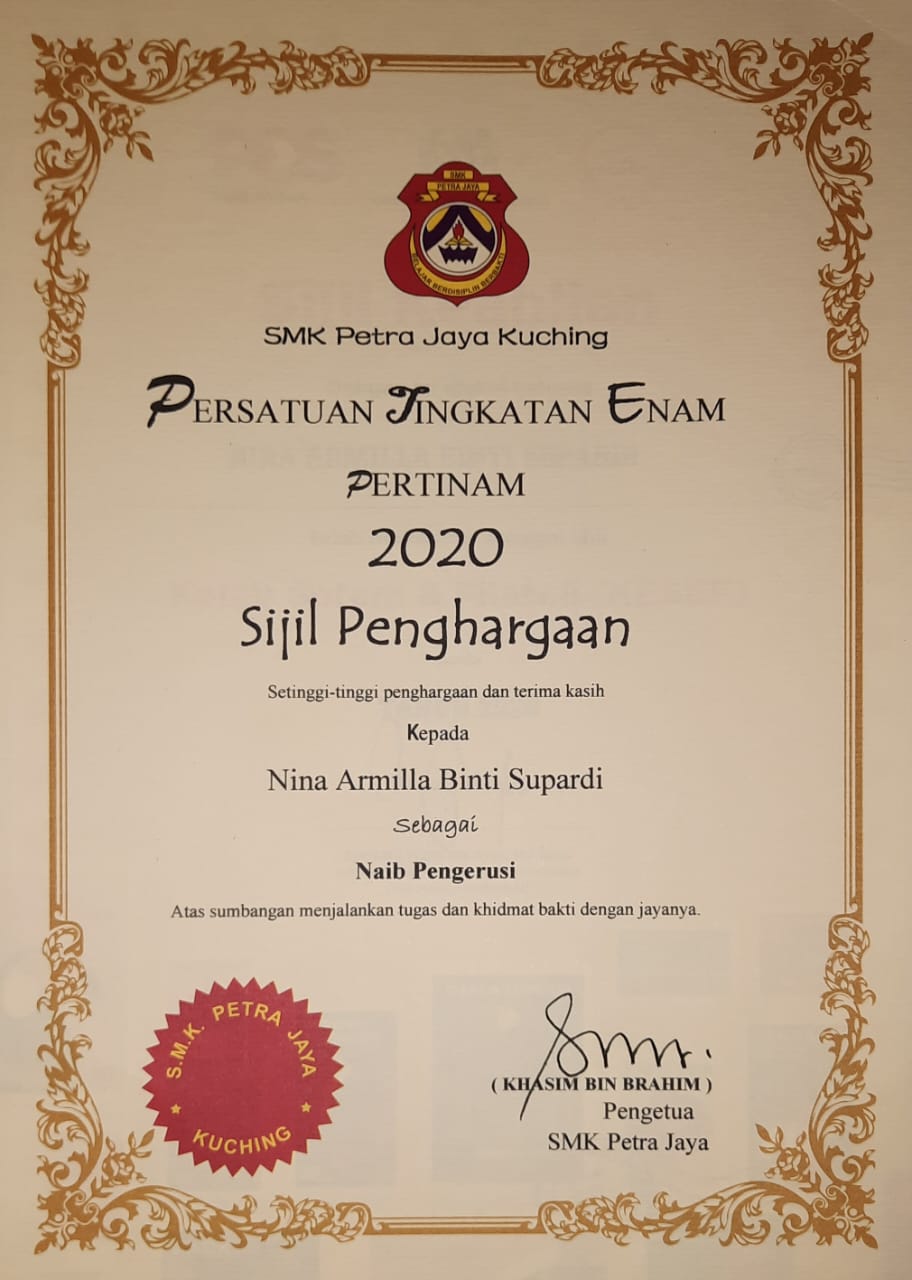 SMK
PETRA JAYA
BELAJAR BERDISIPLIN BERBAKTI
SMK Petra Jaya Kuching
PERSATUAN TINGKATAN ENAM
PERTINAM
2020
Sijil Penghargaan
Setinggi-tinggi penghargaan dan terima kasih
Kepada
Nina Armilla Binti Supardi
Sebagai
Naib Pengerusi
Atas sumbangan menjalankan tugas dan khidmat bakti dengan jayanya.
S.M.K. PETRA JAYA
KUCHING
( KHASIM BIN BRAHIM )
Pengetua
SMK Petra Jaya